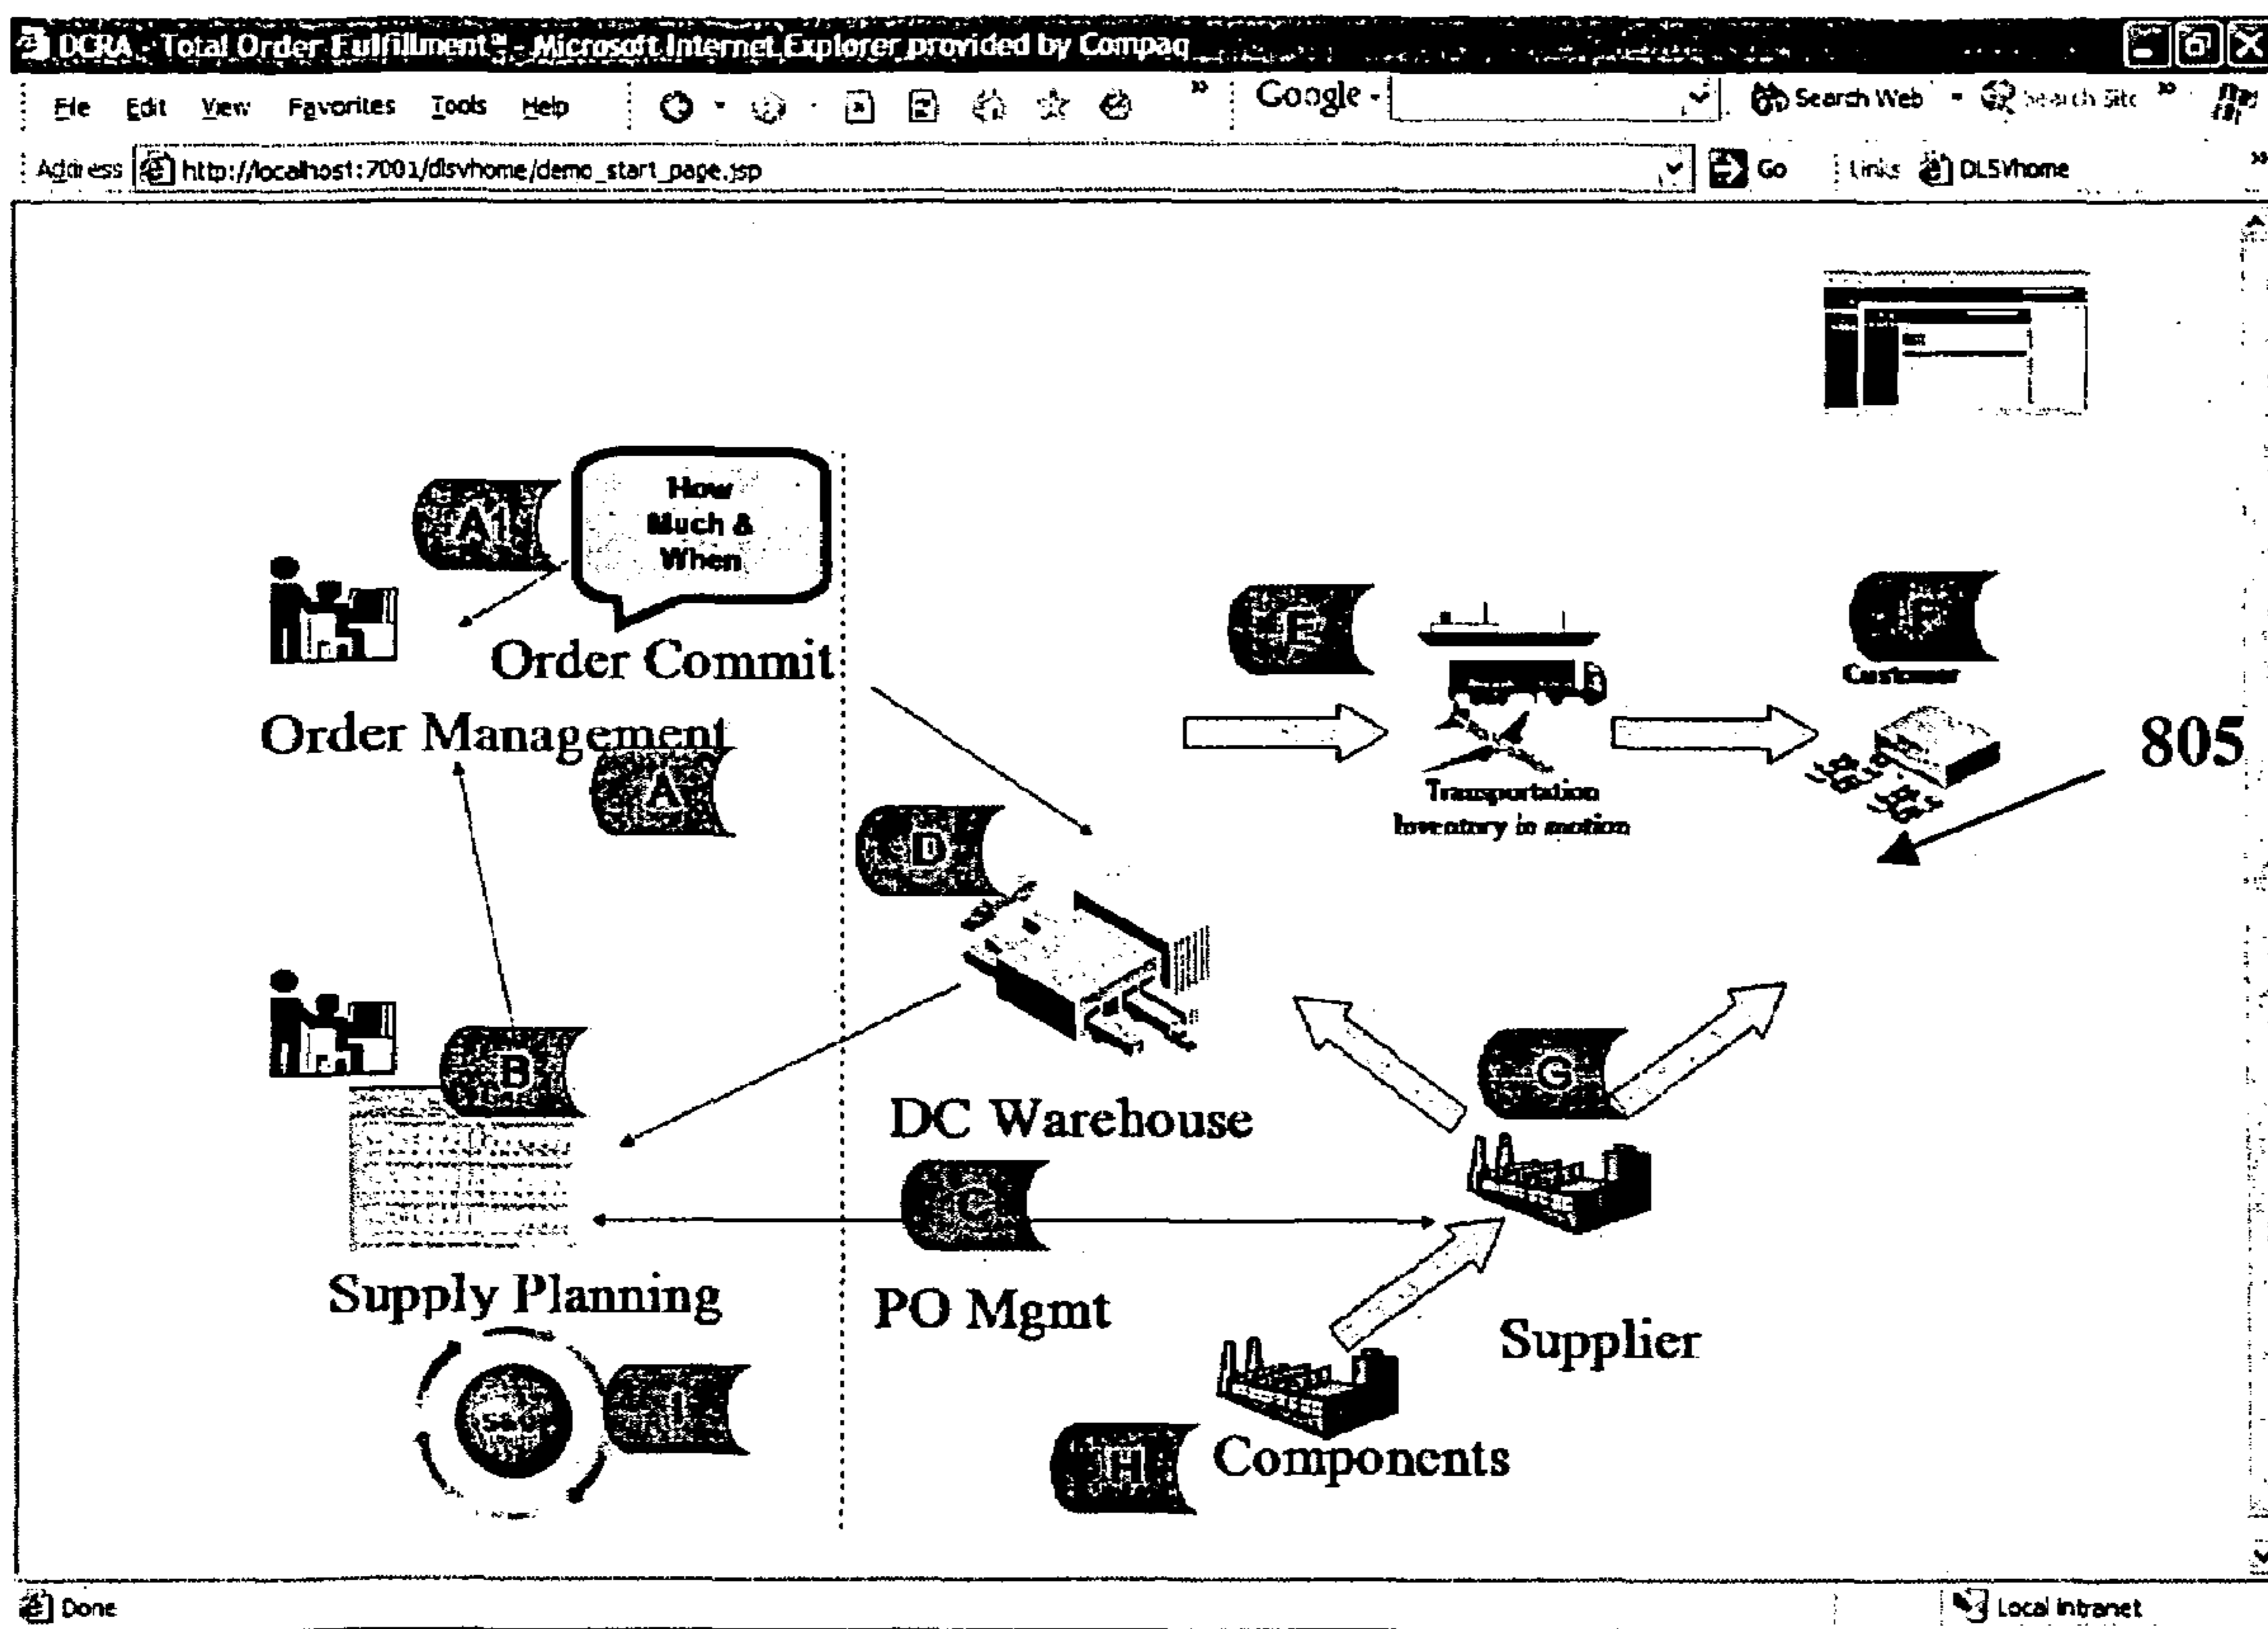 DCRA - Total Order Fulfillment - Microsoft Internet Explorer provided by Compaq
File Edit View Favorites Tools Help Google Search Web Search Site
Address http://localhost:7001/dlsvhome/demo_start_page.jsp Go Links DLSVhome
A1
How
Much &
When
Order Commit
Order Management
A
E
F
Customer
805
Transportation
Inventory in motion
D
B
G
DC Warehouse
C
Supply Planning
PO Mgmt
Supplier
I
H
Components
Done Local intranet